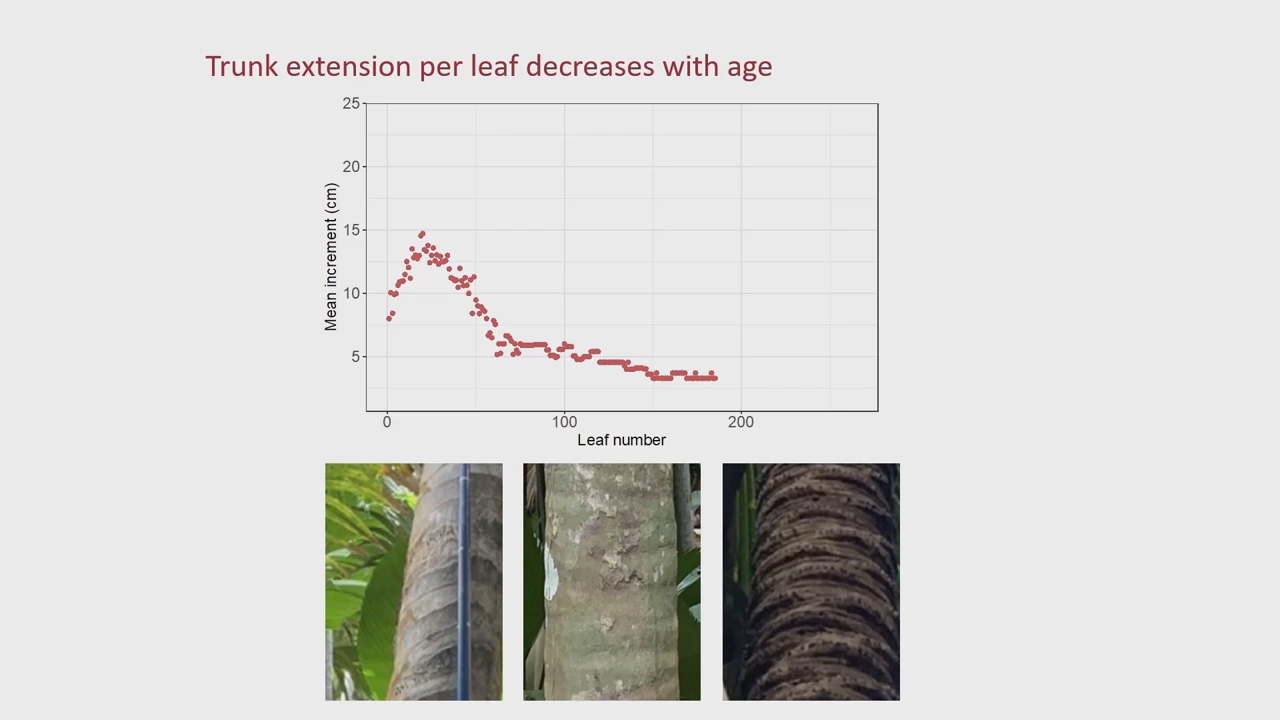 Trunk extension per leaf decreases with age
25
20
15
10
5
Mean increment (cm)
0 100 200
Leaf number